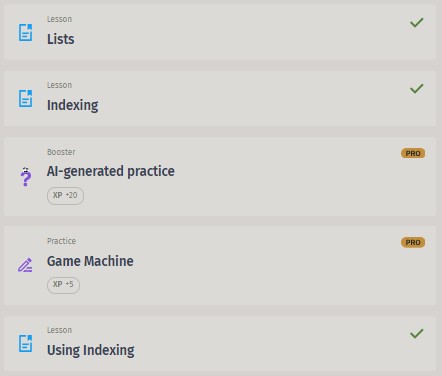 Lesson
Lists
Lesson
Indexing
Booster
PRO
AI-generated practice
XP +20
Practice
PRO
Game Machine
XP +5
Lesson
Using Indexing